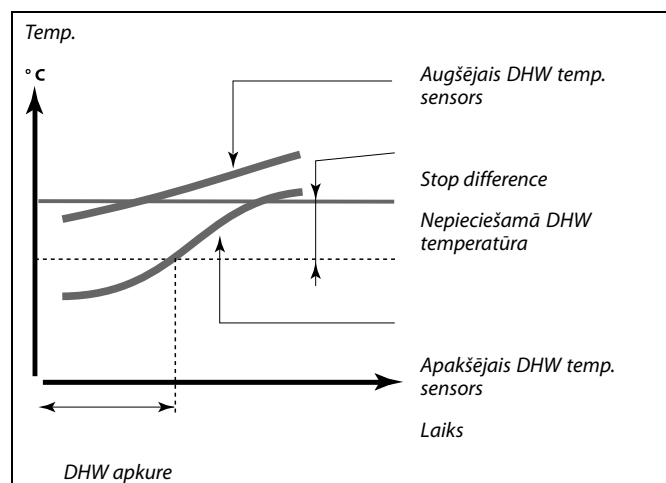 Temp.
° C
Augšējais DHW temp.
sensors
Stop difference
Nepieciešamā DHW
temperatūra
Apakšējais DHW temp.
sensors
Laiks
DHW apkure